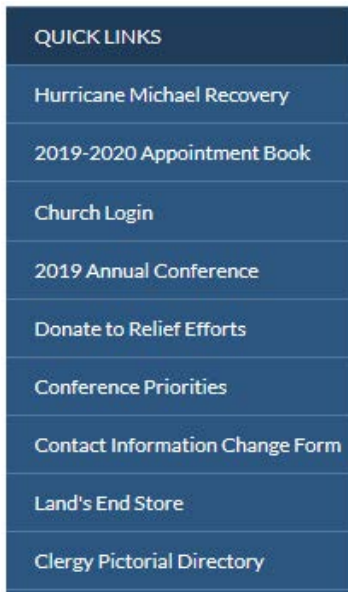 QUICK LINKS
Hurricane Michael Recovery
2019-2020 Appointment Book
Church Login
2019 Annual Conference
Donate to Relief Efforts
Conference Priorities
Contact Information Change Form
Land's End Store
Clergy Pictorial Directory